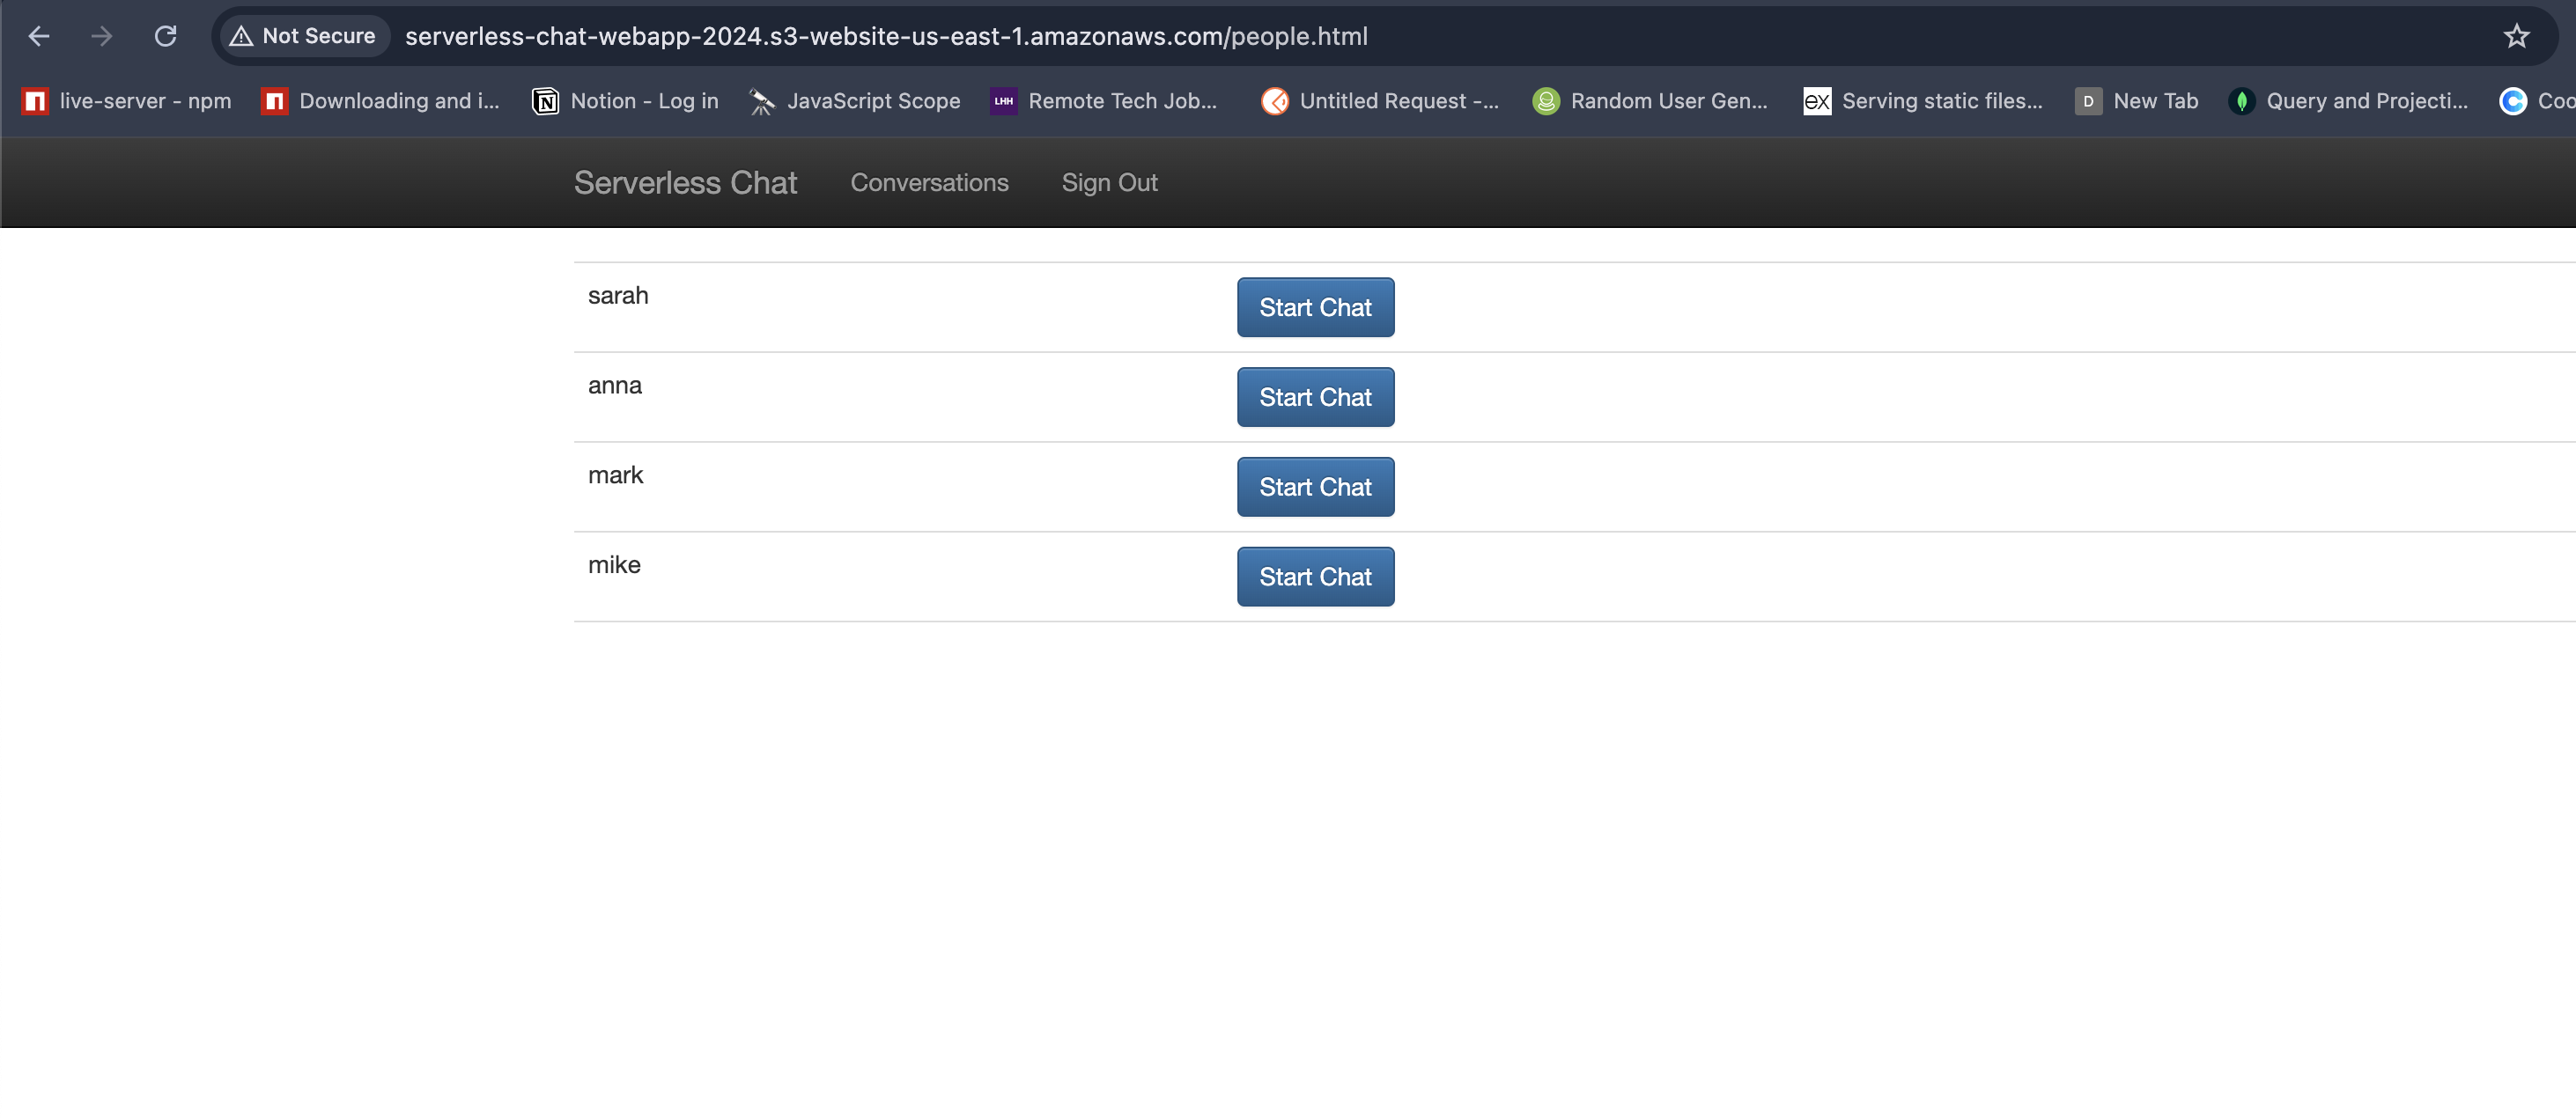 Not Secure serverless-chat-webapp-2024.s3-website-us-east-1.amazonaws.com/people.html
live-server - npm Downloading and i... Notion - Log in JavaScript Scope LHH Remote Tech Job... Untitled Request -... Random User Gen... ex Serving static files... D New Tab Query and Projecti... Coo
Serverless Chat Conversations Sign Out
sarah Start Chat
anna Start Chat
mark Start Chat
mike Start Chat